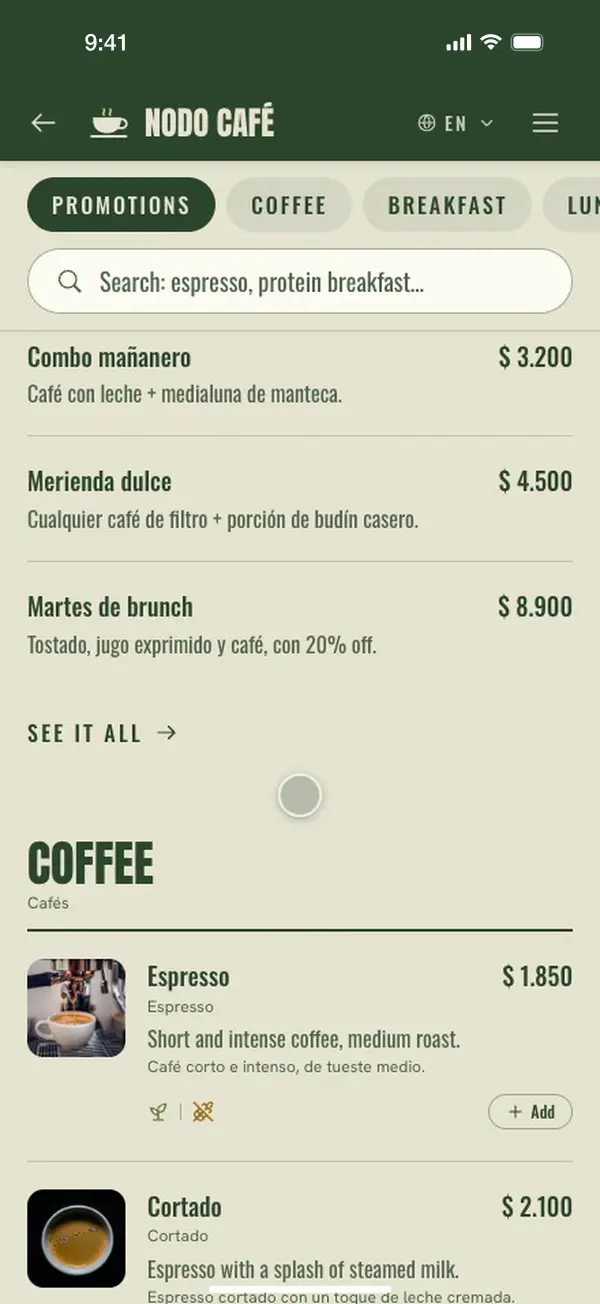 9:41
NODO CAFÉ
EN
PROMOTIONS
COFFEE
BREAKFAST
LUN
Search: espresso, protein breakfast...
Combo mañanero
$ 3.200
Café con leche + medialuna de manteca.
Merienda dulce
$ 4.500
Cualquier café de filtro + porción de budín casero.
Martes de brunch
$ 8.900
Tostado, jugo exprimido y café, con 20% off.
SEE IT ALL →
COFFEE
Cafés
Espresso
$ 1.850
Espresso
Short and intense coffee, medium roast.
Café corto e intenso, de tueste medio.
+ Add
Cortado
$ 2.100
Cortado
Espresso with a splash of steamed milk.
Espresso cortado con un toque de leche cremada.